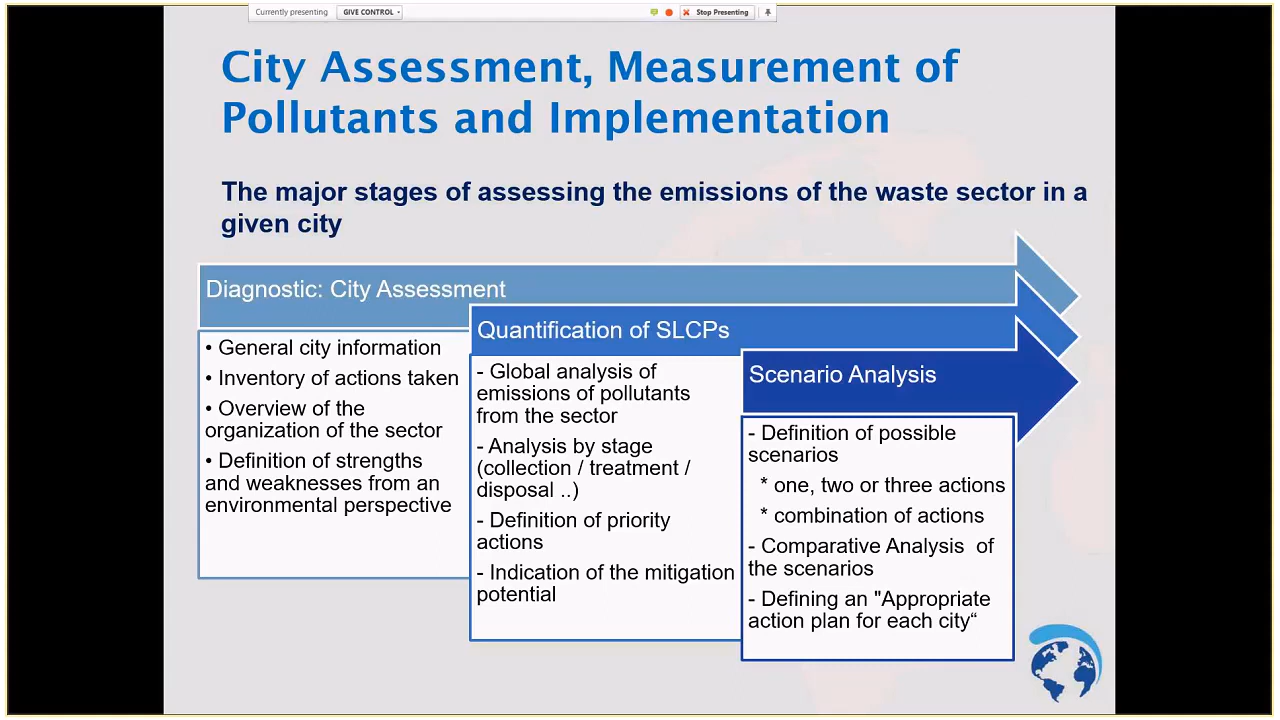 Currently presenting
GIVE CONTROL
Stop Presenting
City Assessment, Measurement of
Pollutants and Implementation
The major stages of assessing the emissions of the waste sector in a
given city
Diagnostic: City Assessment
• General city information
• Inventory of actions taken
• Overview of the
organization of the sector
• Definition of strengths
and weaknesses from an
environmental perspective
Quantification of SLCPs
- Global analysis of
emissions of pollutants
from the sector
- Analysis by stage
(collection / treatment /
disposal ..)
- Definition of priority
actions
- Indication of the mitigation
potential
Scenario Analysis
- Definition of possible
scenarios
* one, two or three actions
* combination of actions
- Comparative Analysis of
the scenarios
- Defining an "Appropriate
action plan for each city“